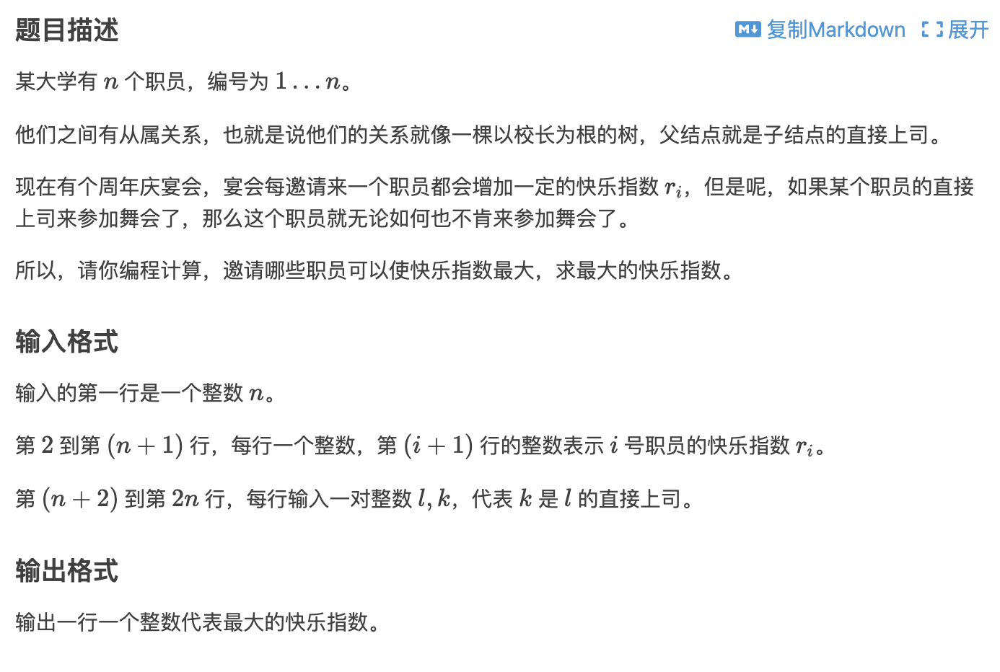 题目描述
M↓ 复制Markdown 展开
某大学有 n 个职员，编号为 1…n。
他们之间有从属关系，也就是说他们的关系就像一棵以校长为根的树，父结点就是子结点的直接上司。
现在有个周年庆宴会，宴会每邀请来一个职员都会增加一定的快乐指数 rᵢ，但是呢，如果某个职员的直接
上司来参加舞会了，那么这个职员就无论如何也不肯来参加舞会了。
所以，请你编程计算，邀请哪些职员可以使快乐指数最大，求最大的快乐指数。
输入格式
输入的第一行是一个整数 n。
第 2 到第 (n + 1) 行，每行一个整数，第 (i + 1) 行的整数表示 i 号职员的快乐指数 rᵢ。
第 (n + 2) 到第 2n 行，每行输入一对整数 l, k，代表 k 是 l 的直接上司。
输出格式
输出一行一个整数代表最大的快乐指数。